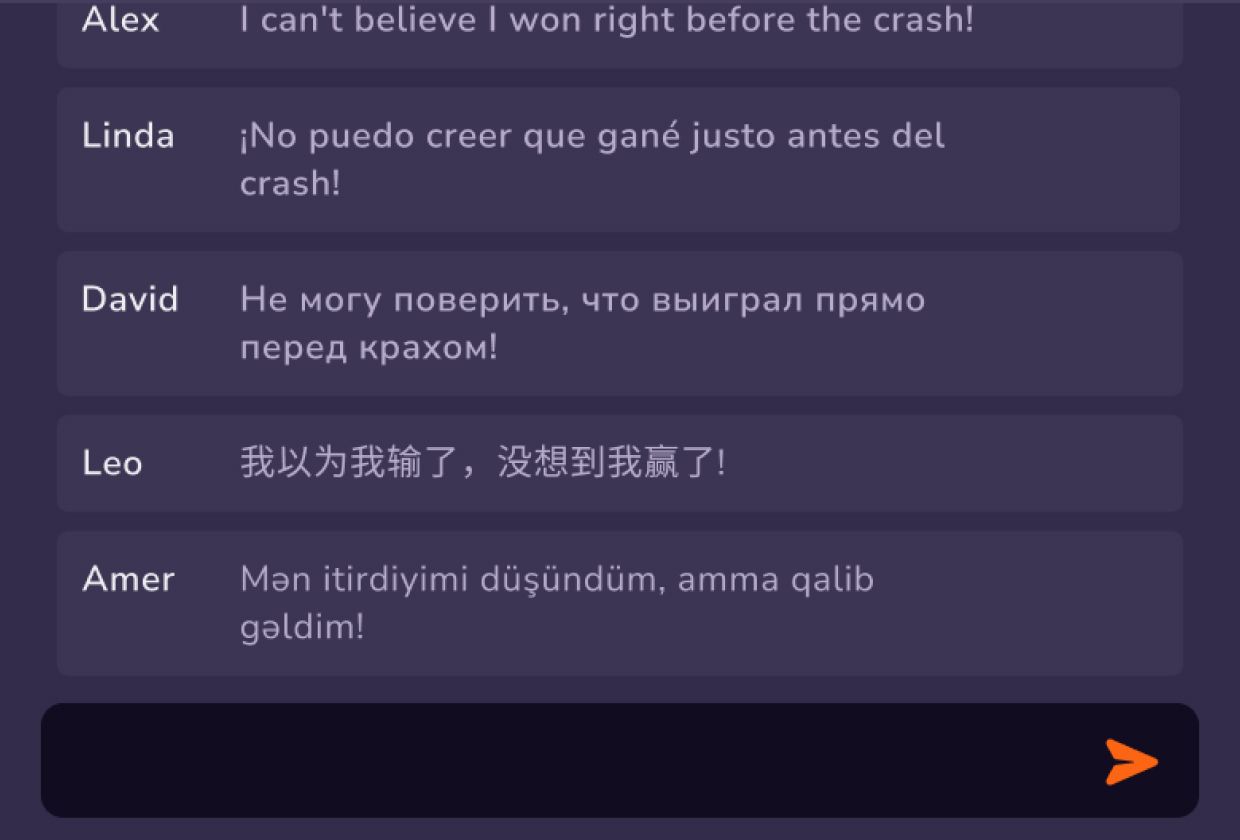 Alex I can't believe I won right before the crash!
Linda ¡No puedo creer que gané justo antes del
crash!
David Не могу поверить, что выиграл прямо
перед крахом!
Leo 我以为我输了，没想到我赢了!
Amer Mən itirdiyimi düşündüm, amma qalib
gəldim!